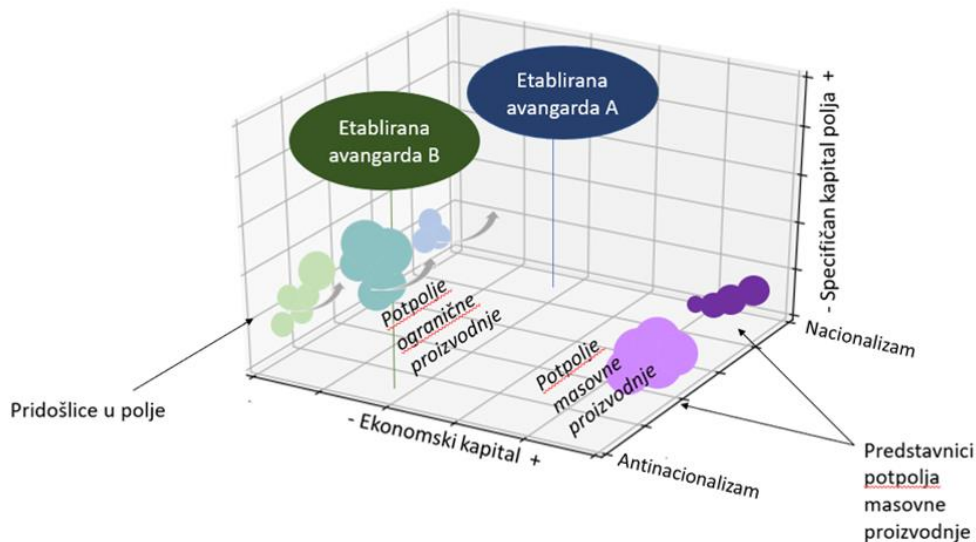 Etablirana
avangarda A
Etablirana
avangarda B
- Specifičan kapital polja +
Potpolje
ogranične
proizvodnje
Potpolje
masovne
proizvodnje
Nacionalizam
Pridošlice u polje
- Ekonomski kapital +
Antinacionalizam
Predstavnici
potpolja
masovne
proizvodnje